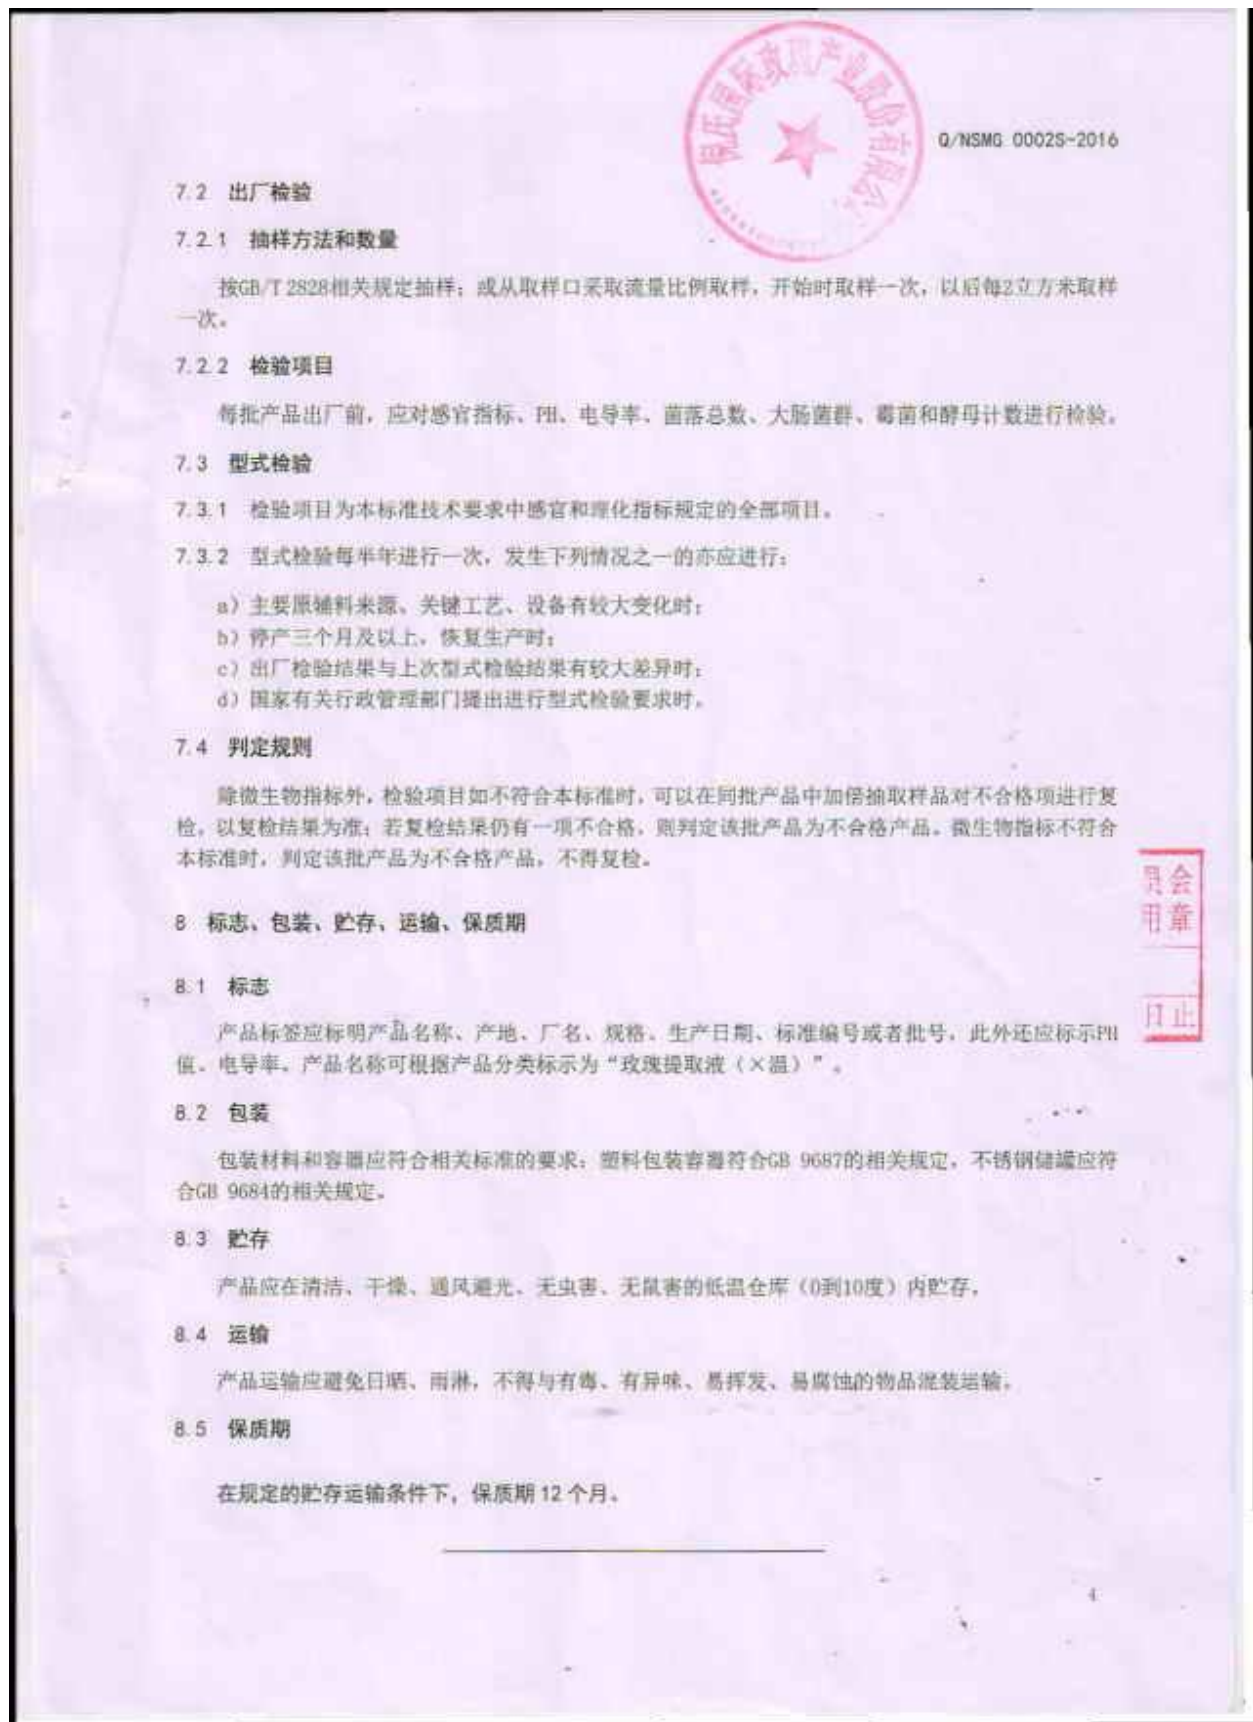 国际玫瑰产业股份有限公
Q/NSMG 0002S-2016
7.2 出厂检验
7.2.1 抽样方法和数量
按GB/T 2828相关规定抽样；或从取样口采取流量比例取样，开始时取样一次，以后每2立方米取样
一次。
7.2.2 检验项目
每批产品出厂前，应对感官指标、PH、电导率、菌落总数、大肠菌群、霉菌和酵母计数进行检验。
7.3 型式检验
7.3.1 检验项目为本标准技术要求中感官和理化指标规定的全部项目。
7.3.2 型式检验每半年进行一次，发生下列情况之一的亦应进行：
a）主要原辅料来源、关键工艺、设备有较大变化时；
b）停产三个月及以上，恢复生产时；
c）出厂检验结果与上次型式检验结果有较大差异时；
d）国家有关行政管理部门提出进行型式检验要求时。
7.4 判定规则
除微生物指标外，检验项目如不符合本标准时，可以在同批产品中加倍抽取样品对不合格项进行复
检，以复检结果为准；若复检结果仍有一项不合格，则判定该批产品为不合格产品。微生物指标不符合
本标准时，判定该批产品为不合格产品，不得复检。
8 标志、包装、贮存、运输、保质期
员会
用章
日止
8.1 标志
产品标签应标明产品名称、产地、厂名、规格、生产日期、标准编号或者批号，此外还应标示PH
值、电导率。产品名称可根据产品分类标示为“玫瑰提取液（×温）”。
8.2 包装
包装材料和容器应符合相关标准的要求；塑料包装容器符合GB 9687的相关规定，不锈钢储罐应符
合GB 9684的相关规定。
8.3 贮存
产品应在清洁、干燥、通风避光、无虫害、无鼠害的低温仓库（0到10度）内贮存。
8.4 运输
产品运输应避免日晒、雨淋，不得与有毒、有异味、易挥发、易腐蚀的物品混装运输。
8.5 保质期
在规定的贮存运输条件下，保质期 12 个月。
4